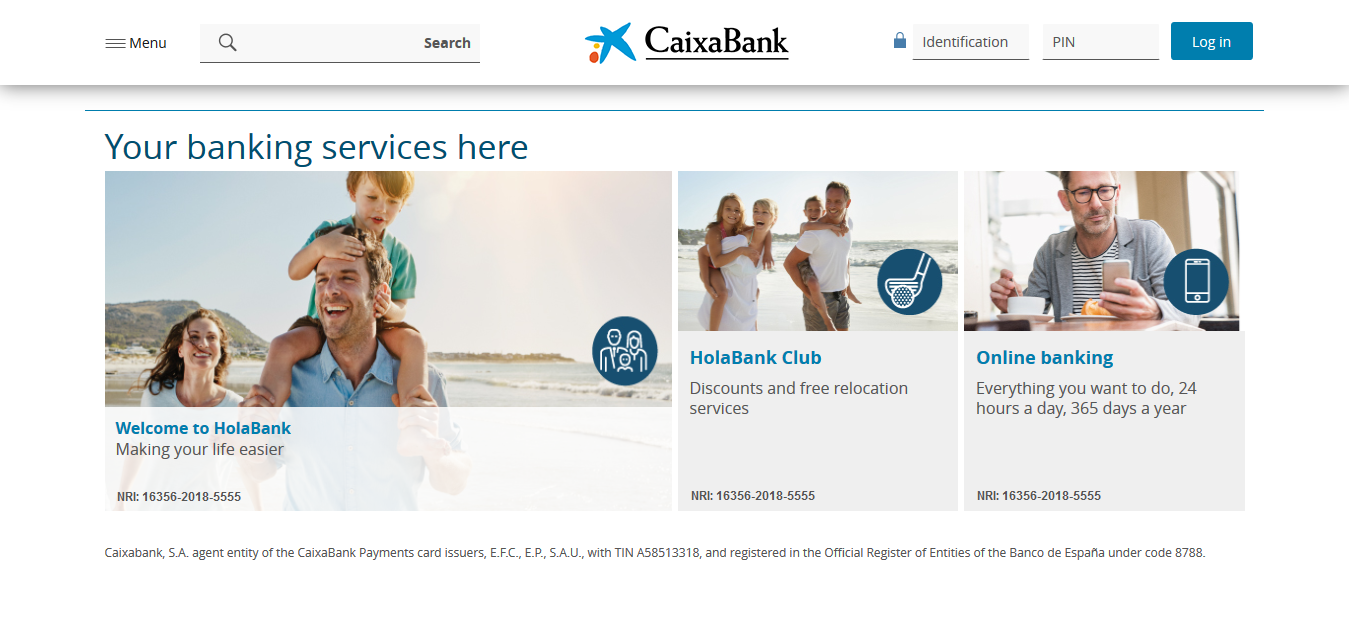 Menu
Search
CaixaBank
Identification
PIN
Log in
Your banking services here
Welcome to HolaBank
Making your life easier
NRI: 16356-2018-5555
HolaBank Club
Discounts and free relocation
services
NRI: 16356-2018-5555
Online banking
Everything you want to do, 24
hours a day, 365 days a year
NRI: 16356-2018-5555
Caixabank, S.A. agent entity of the CaixaBank Payments card issuers, E.F.C., E.P., S.A.U., with TIN A58513318, and registered in the Official Register of Entities of the Banco de España under code 8788.